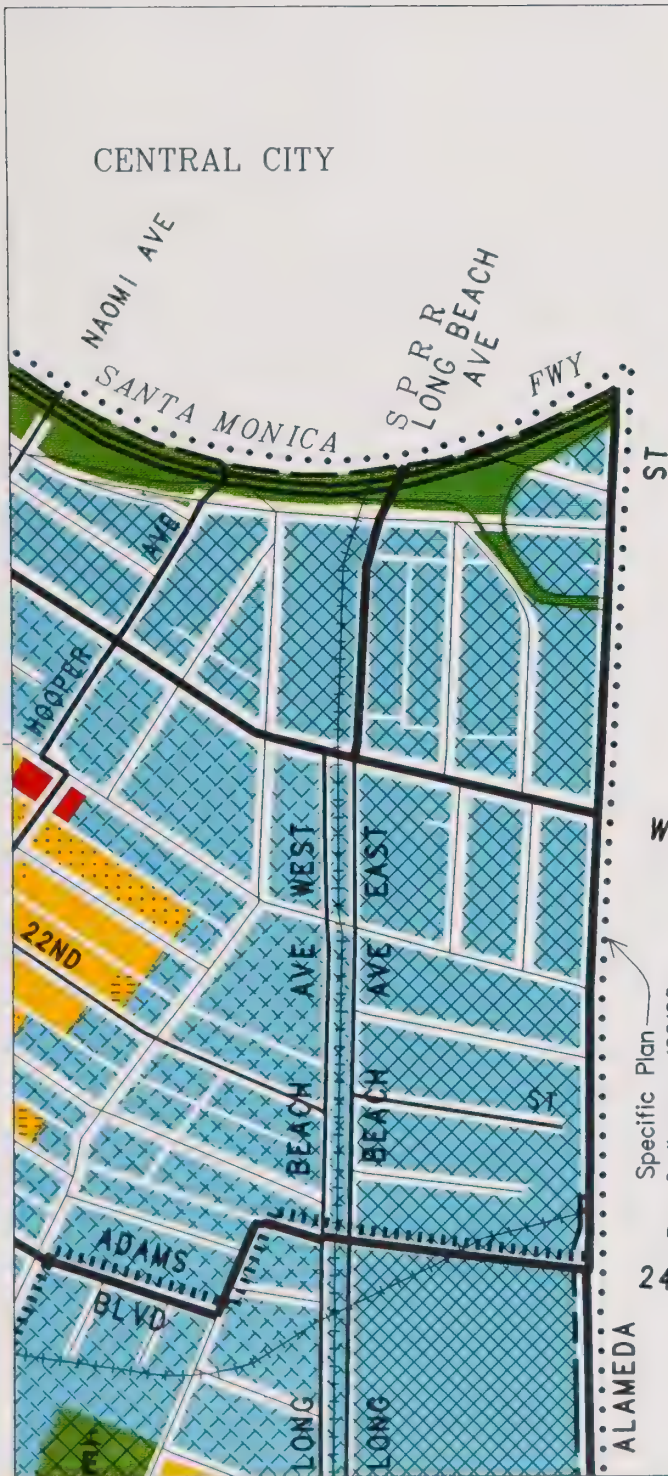 CENTRAL CITY
NAOMI AVE
SANTA MONICA
FWY
S P R R
LONG BEACH
AVE
ST
AVE
HOOPER
WEST
EAST
W
22ND
AVE
AVE
Specific Plan
BEACH
BEACH
ST
ADAMS
BLVD
24
ALAMEDA
LONG
LONG